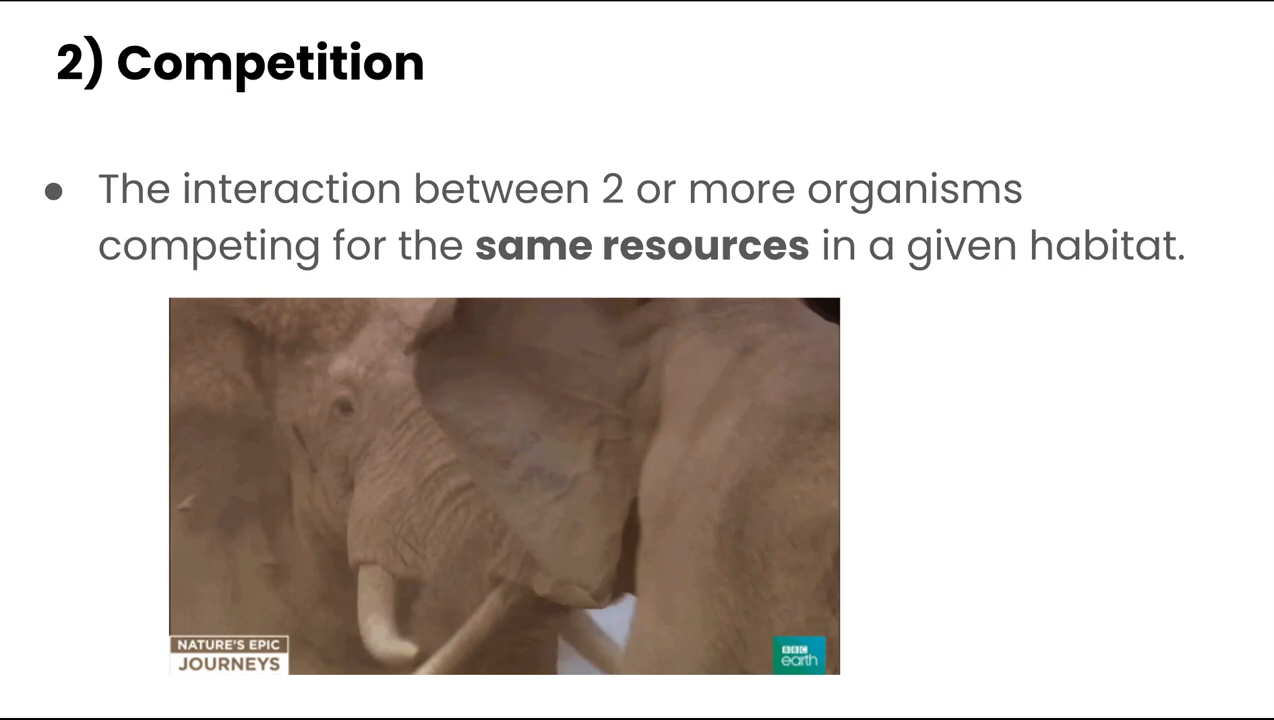 2) Competition
● The interaction between 2 or more organisms
competing for the same resources in a given habitat.
NATURE'S EPIC
JOURNEYS
BBC
earth